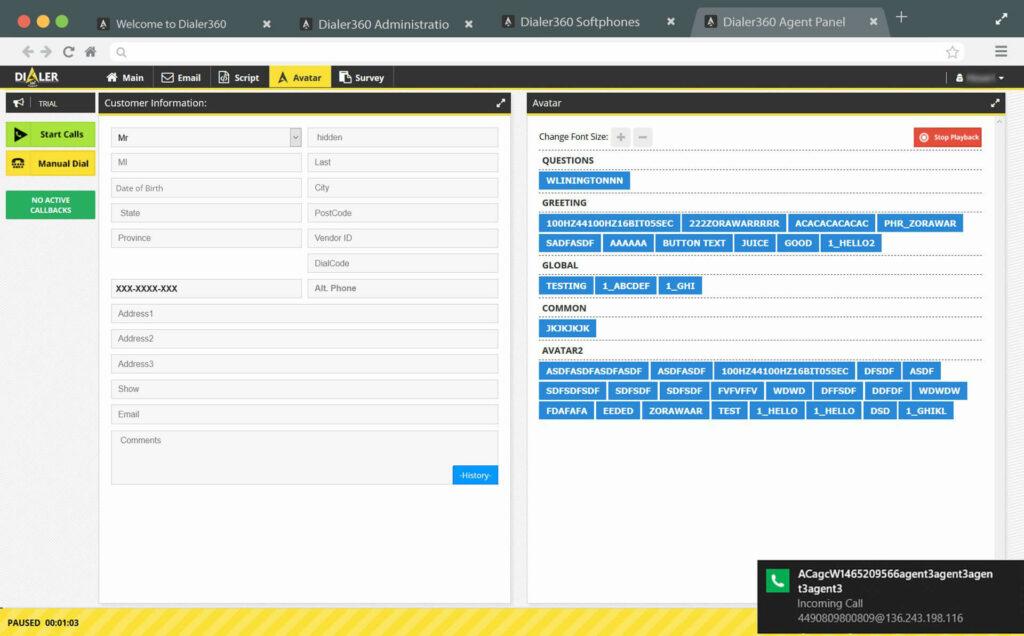 Welcome to Dialer360
Dialer360 Administratio
Dialer360 Softphones
Dialer360 Agent Panel
DIALER
Main
Email
Script
Avatar
Survey
TRIAL
Customer Information:
Avatar
Start Calls
Manual Dial
NO ACTIVE
CALLBACKS
Mr
hidden
MI
Last
Date of Birth
City
State
PostCode
Province
Vendor ID
DialCode
XXX-XXXX-XXX
Alt. Phone
Address1
Address2
Address3
Show
Email
Comments
-History-
Change Font Size: + −
Stop Playback
QUESTIONS
WLININGTONNN
GREETING
100HZ44100HZ16BIT05SEC 222ZORAWARRRRR ACACACACACAC PHR_ZORAWAR
SADFASDF AAAAAA BUTTON TEXT JUICE GOOD 1_HELLO2
GLOBAL
TESTING 1_ABCDEF 1_GHI
COMMON
JKJKJKJK
AVATAR2
ASDFASDFASDFASDF ASDFASDF 100HZ44100HZ16BIT05SEC DFSDF ASDF
SDFSDFSDF SDFSDF SDFSDF FVFVFFV WDWD DFFSDF DDFDF WDWDW
FDAFAFA EEDED ZORAWAAR TEST 1_HELLO 1_HELLO DSD 1_GHIKL
ACagcW1465209566agent3agent3agen
t3agent3
Incoming Call
4490809800809@136.243.198.116
PAUSED 00:01:03